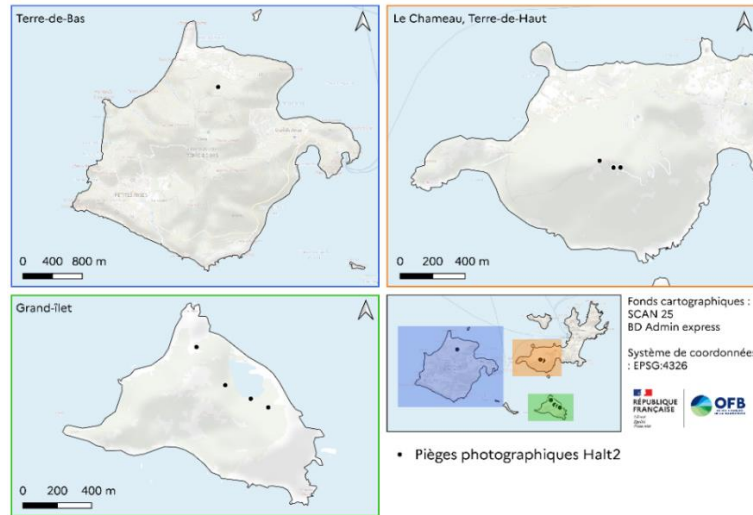 Terre-de-Bas
0 400 800 m
Le Chameau, Terre-de-Haut
0 200 400 m
Grand-îlet
0 200 400 m
Fonds cartographiques :
SCAN 25
BD Admin express
Système de coordonnées
: EPSG:4326
RÉPUBLIQUE
FRANÇAISE
OFB
• Pièges photographiques Halt2